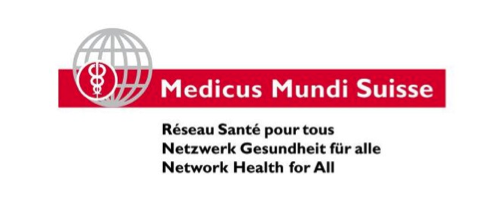 Medicus Mundi Suisse
Réseau Santé pour tous
Netzwerk Gesundheit für alle
Network Health for All